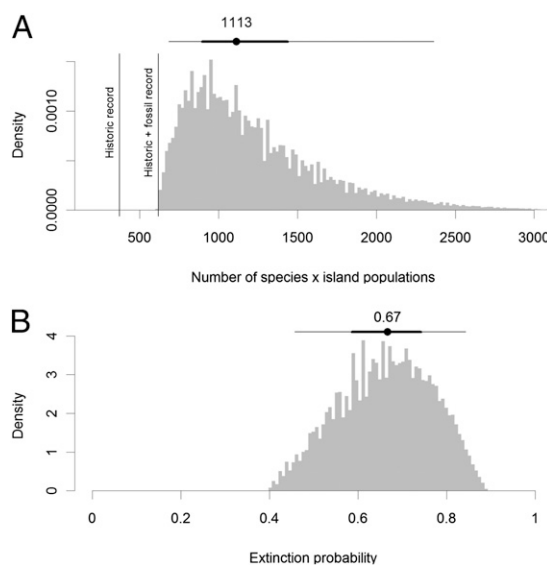 A
1113
Historic record
Historic + fossil record
Density
0.0010
0.0000
500
1000
1500
2000
2500
3000
Number of species x island populations
B
0.67
Density
4
3
2
1
0
0
0.2
0.4
0.6
0.8
1
Extinction probability